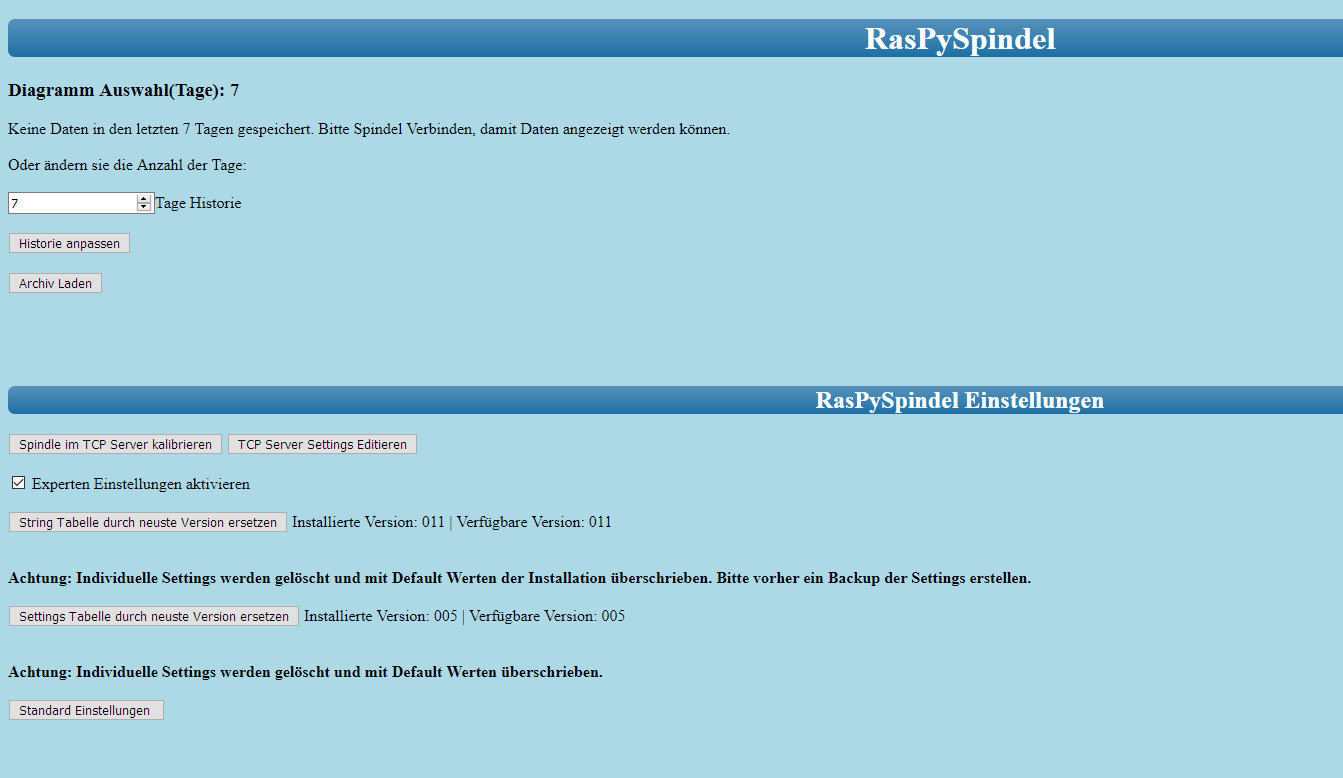 RasPySpindel
Diagramm Auswahl(Tage): 7
Keine Daten in den letzten 7 Tagen gespeichert. Bitte Spindel Verbinden, damit Daten angezeigt werden können.
Oder ändern sie die Anzahl der Tage:
7 Tage Historie
Historie anpassen
Archiv Laden
RasPySpindel Einstellungen
Spindle im TCP Server kalibrieren TCP Server Settings Editieren
Experten Einstellungen aktivieren
String Tabelle durch neuste Version ersetzen Installierte Version: 011 | Verfügbare Version: 011
Achtung: Individuelle Settings werden gelöscht und mit Default Werten der Installation überschrieben. Bitte vorher ein Backup der Settings erstellen.
Settings Tabelle durch neuste Version ersetzen Installierte Version: 005 | Verfügbare Version: 005
Achtung: Individuelle Settings werden gelöscht und mit Default Werten überschrieben.
Standard Einstellungen